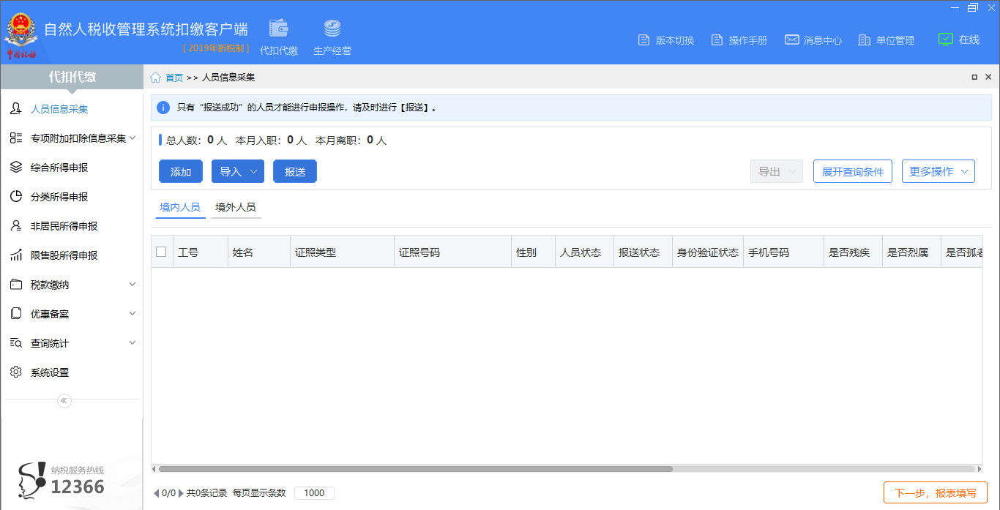 自然人税收管理系统扣缴客户端
[ 2019年新税制 ]
代扣代缴
生产经营
版本切换
操作手册
消息中心
单位管理
在线
代扣代缴
首页 >> 人员信息采集
人员信息采集
专项附加扣除信息采集
综合所得申报
分类所得申报
非居民所得申报
限售股所得申报
税款缴纳
优惠备案
查询统计
系统设置
纳税服务热线
12366
只有“报送成功”的人员才能进行申报操作，请及时进行【报送】。
总人数：0 人 本月入职：0 人 本月离职：0 人
添加
导入
报送
导出
展开查询条件
更多操作
境内人员
境外人员
工号 姓名 证照类型 证照号码 性别 人员状态 报送状态 身份验证状态 手机号码 是否残疾 是否烈属 是否孤老
0/0 共0条记录 每页显示条数 1000
下一步，报表填写